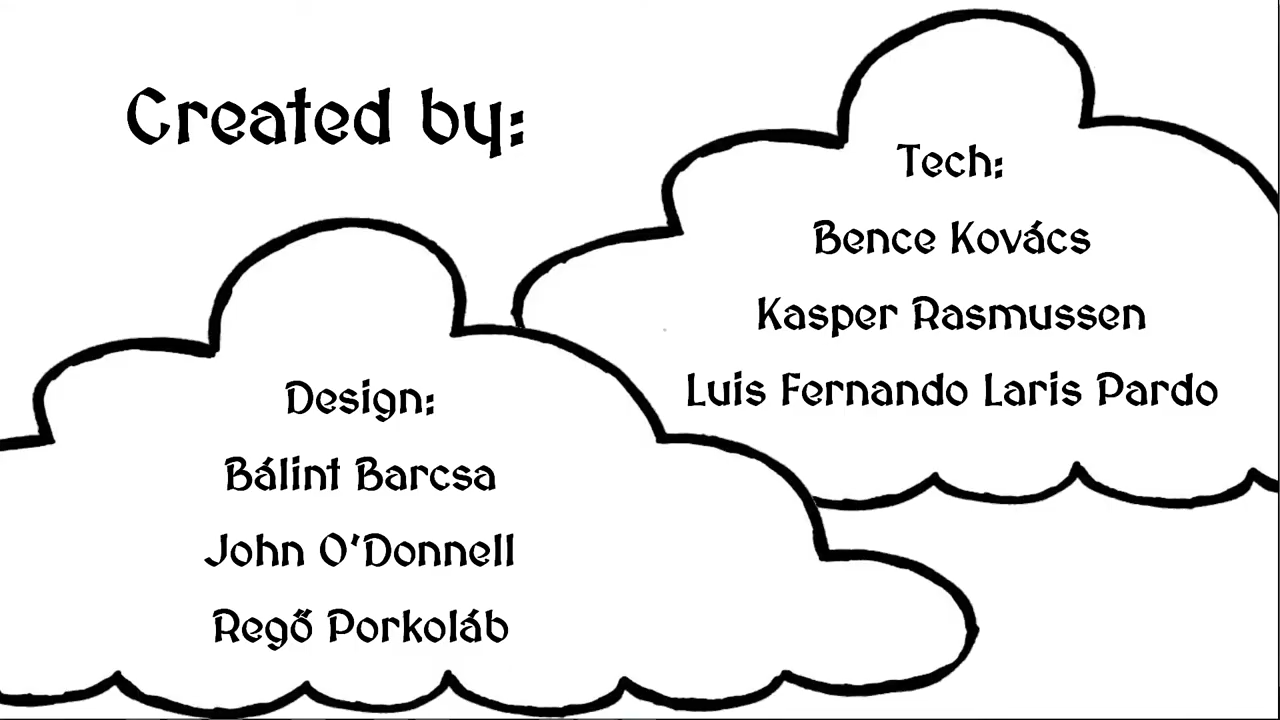 Created by:
Tech:
Bence Kovács
Kasper Rasmussen
Luis Fernando Laris Pardo
Design:
Bálint Barcsa
John O'Donnell
Regő Porkoláb